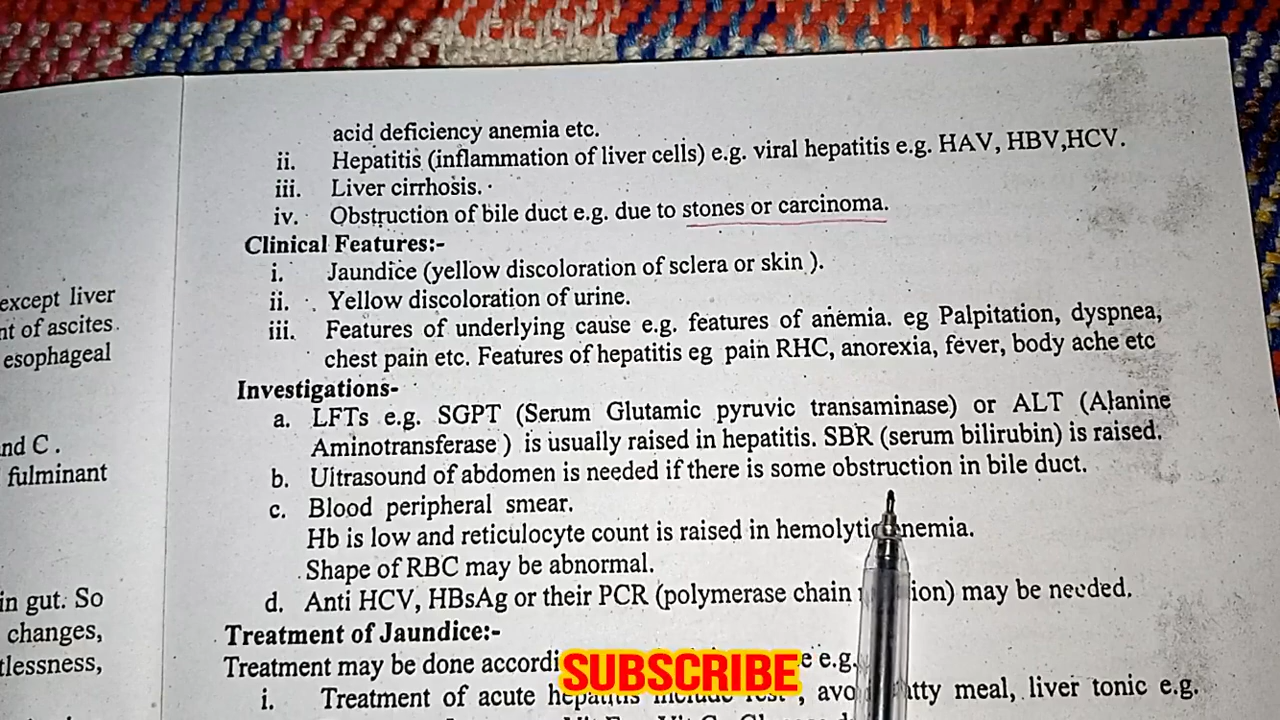 except liver
nt of ascites.
esophageal
nd C .
fulminant
in gut. So
changes,
tlessness,
acid deficiency anemia etc.
ii. Hepatitis (inflammation of liver cells) e.g. viral hepatitis e.g. HAV, HBV,HCV.
iii. Liver cirrhosis.
iv. Obstruction of bile duct e.g. due to stones or carcinoma.
Clinical Features:-
i. Jaundice (yellow discoloration of sclera or skin ).
ii. Yellow discoloration of urine.
iii. Features of underlying cause e.g. features of anemia. eg Palpitation, dyspnea,
chest pain etc. Features of hepatitis eg pain RHC, anorexia, fever, body ache etc
Investigations-
a. LFTs e.g. SGPT (Serum Glutamic pyruvic transaminase) or ALT (Alanine
Aminotransferase ) is usually raised in hepatitis. SBR (serum bilirubin) is raised.
b. Ultrasound of abdomen is needed if there is some obstruction in bile duct.
c. Blood peripheral smear.
Hb is low and reticulocyte count is raised in hemolytic anemia.
Shape of RBC may be abnormal.
d. Anti HCV, HBsAg or their PCR (polymerase chain ion) may be needed.
Treatment of Jaundice:-
Treatment may be done accordi e e.g.
SUBSCRIBE
i. Treatment of acute hepatitis include rest , avo tty meal, liver tonic e.g.